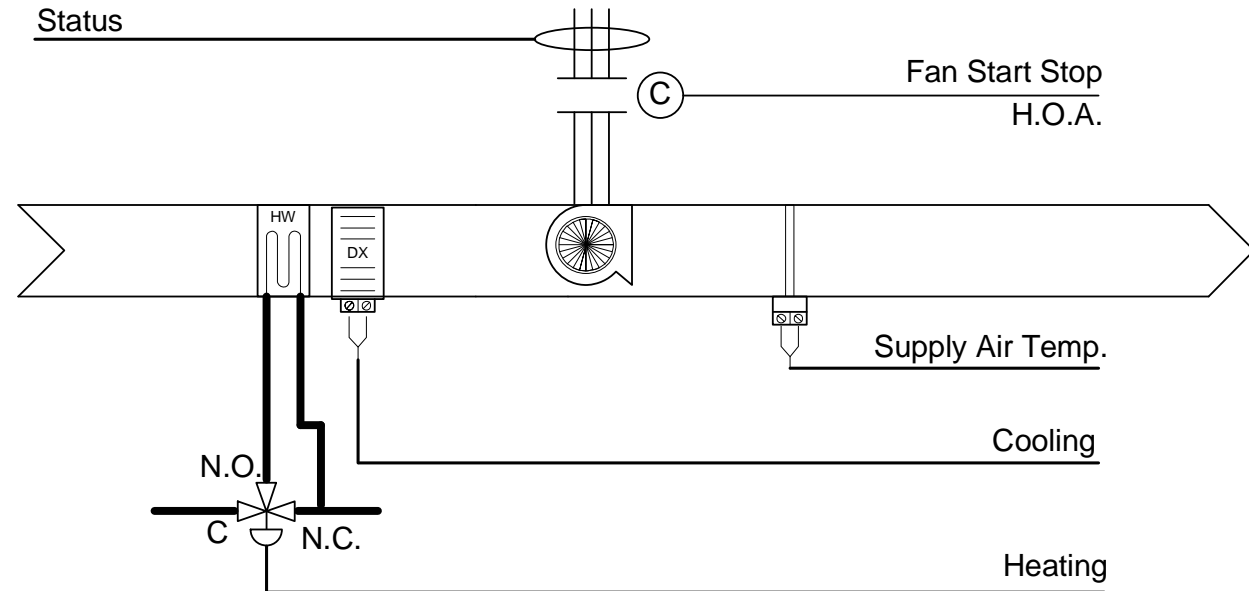 Status
Fan Start Stop
C
H.O.A.
HW
DX
Supply Air Temp.
Cooling
N.O.
C
N.C.
Heating